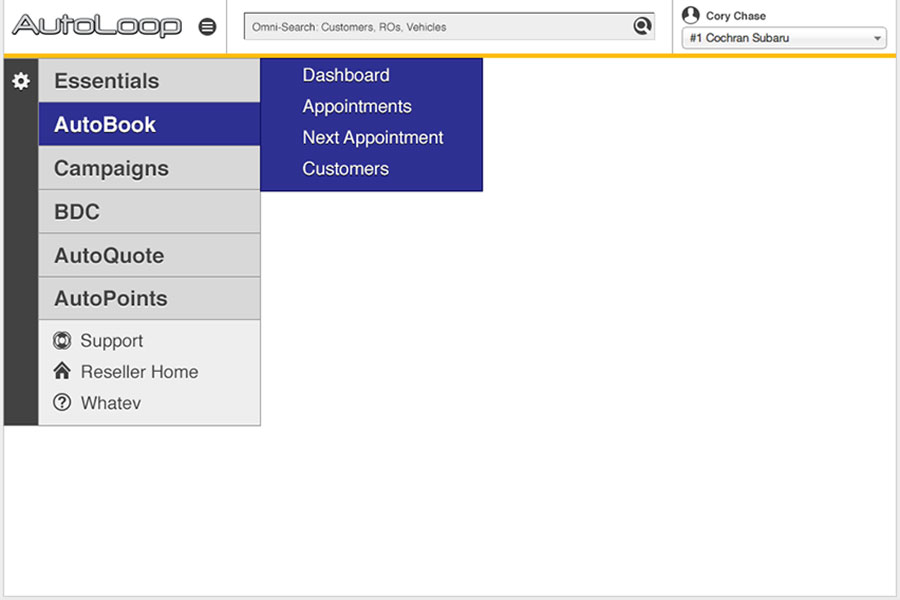 AutoLoop
Omni-Search: Customers, ROs, Vehicles
Cory Chase
#1 Cochran Subaru
Essentials
AutoBook
Campaigns
BDC
AutoQuote
AutoPoints
Support
Reseller Home
Whatev
Dashboard
Appointments
Next Appointment
Customers